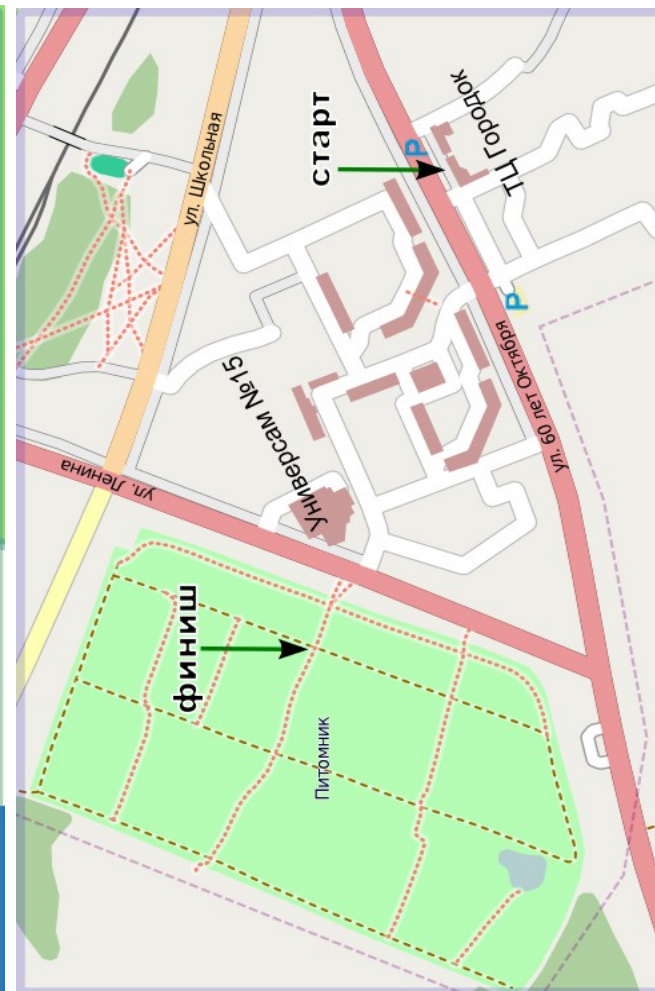 ул. Школьная
старт
P
ТЦ Городок
P
ул. 60 лет Октября
Универсам №15
ул. Ленина
финиш
Питомник